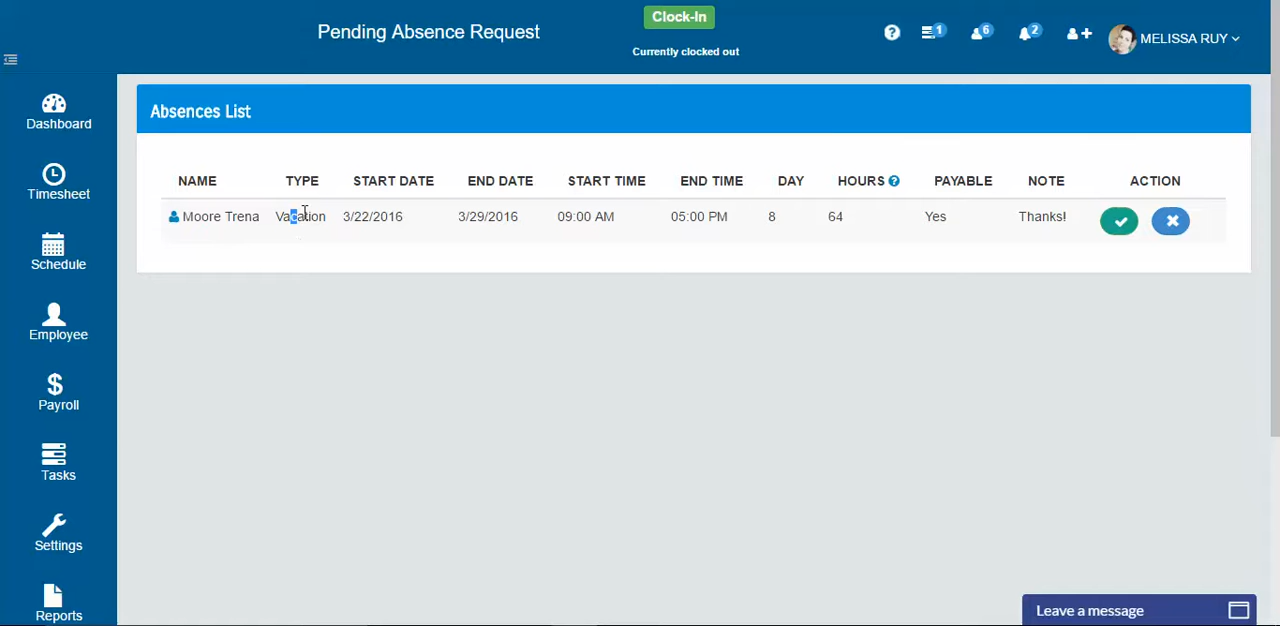 Pending Absence Request
Clock-In
Currently clocked out
? 1 6 2 MELISSA RUY
Dashboard
Timesheet
Schedule
Employee
Payroll
Tasks
Settings
Reports
Absences List
NAME TYPE START DATE END DATE START TIME END TIME DAY HOURS ? PAYABLE NOTE ACTION
Moore Trena Vacation 3/22/2016 3/29/2016 09:00 AM 05:00 PM 8 64 Yes Thanks!
Leave a message